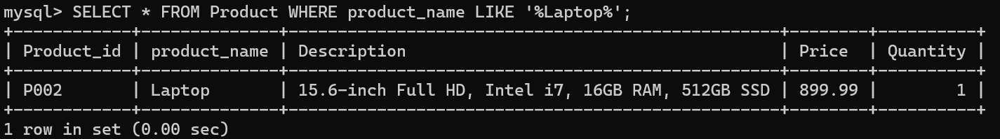 mysql> SELECT * FROM Product WHERE product_name LIKE '%Laptop%';
+------------+--------------+--------------------------------------------------+--------+----------+
| Product_id | product_name | Description                                      | Price  | Quantity |
+------------+--------------+--------------------------------------------------+--------+----------+
| P002       | Laptop       | 15.6-inch Full HD, Intel i7, 16GB RAM, 512GB SSD | 899.99 |        1 |
+------------+--------------+--------------------------------------------------+--------+----------+
1 row in set (0.00 sec)